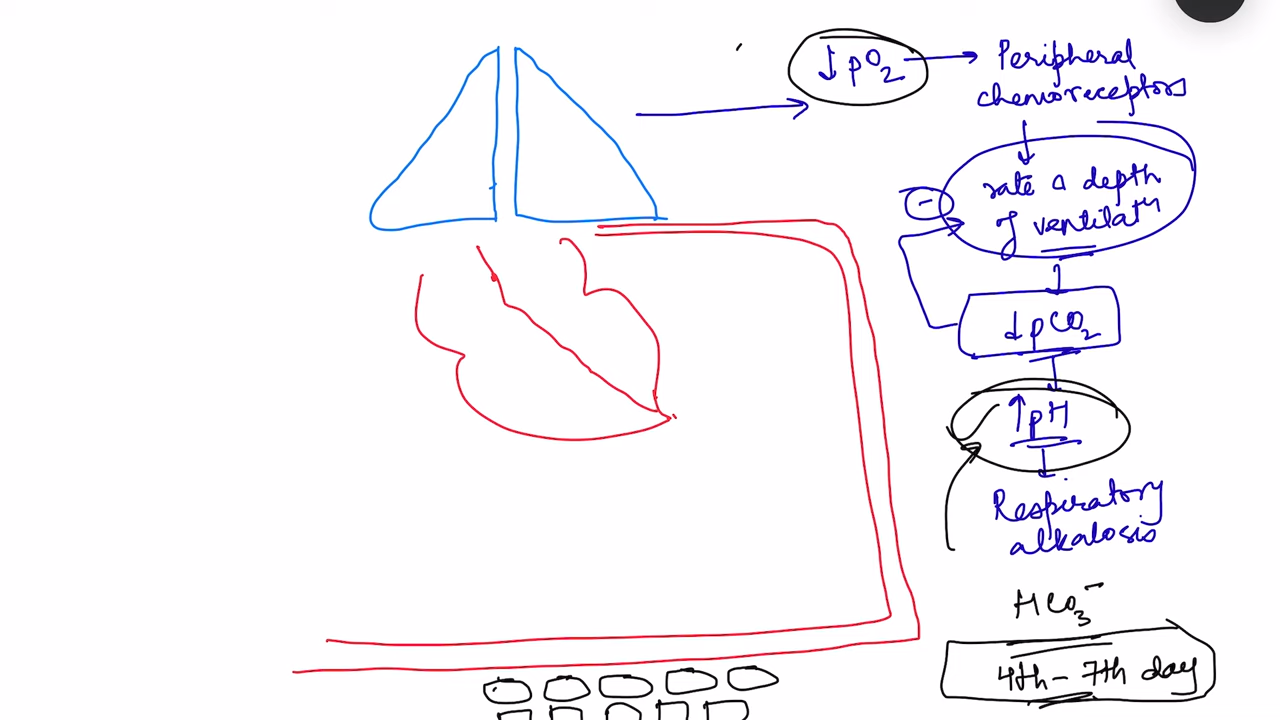 ↓pO₂ → Peripheral
chemoreceptors
↓
rate & depth
of ventilatⁿ
−
↓
↓pCO₂
↑pH
↓
Respiratory
alkalosis
HCO₃⁻
4th - 7th day